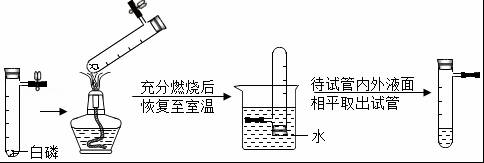 白磷
充分燃烧后
恢复至室温
水
待试管内外液面
相平取出试管